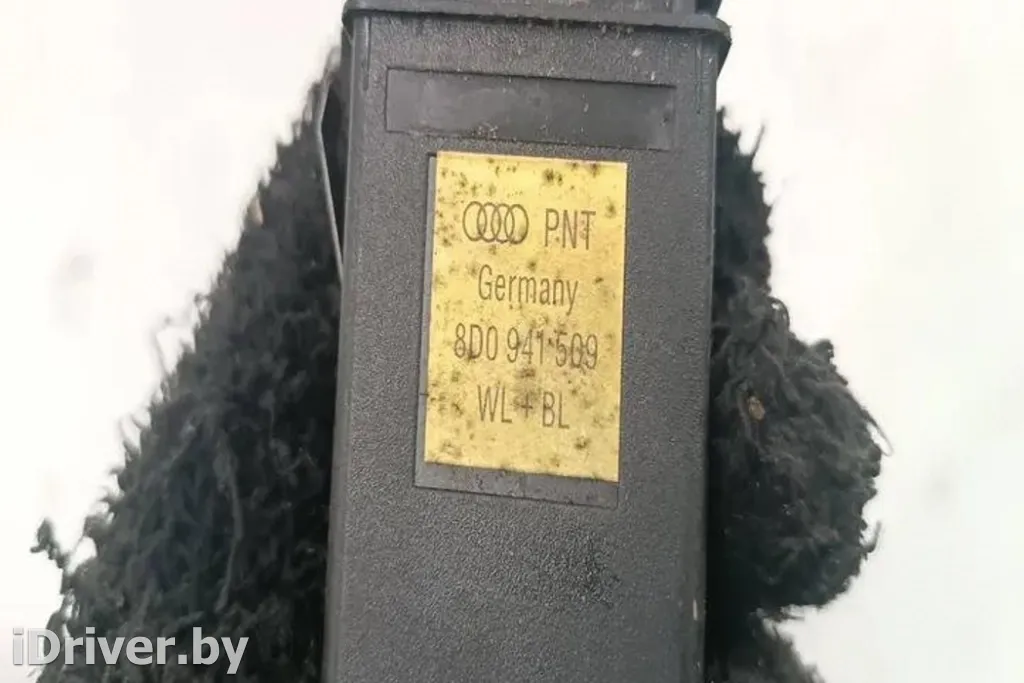 PNT
Germany
8D0 941 509
WL + BL
iDriver.by